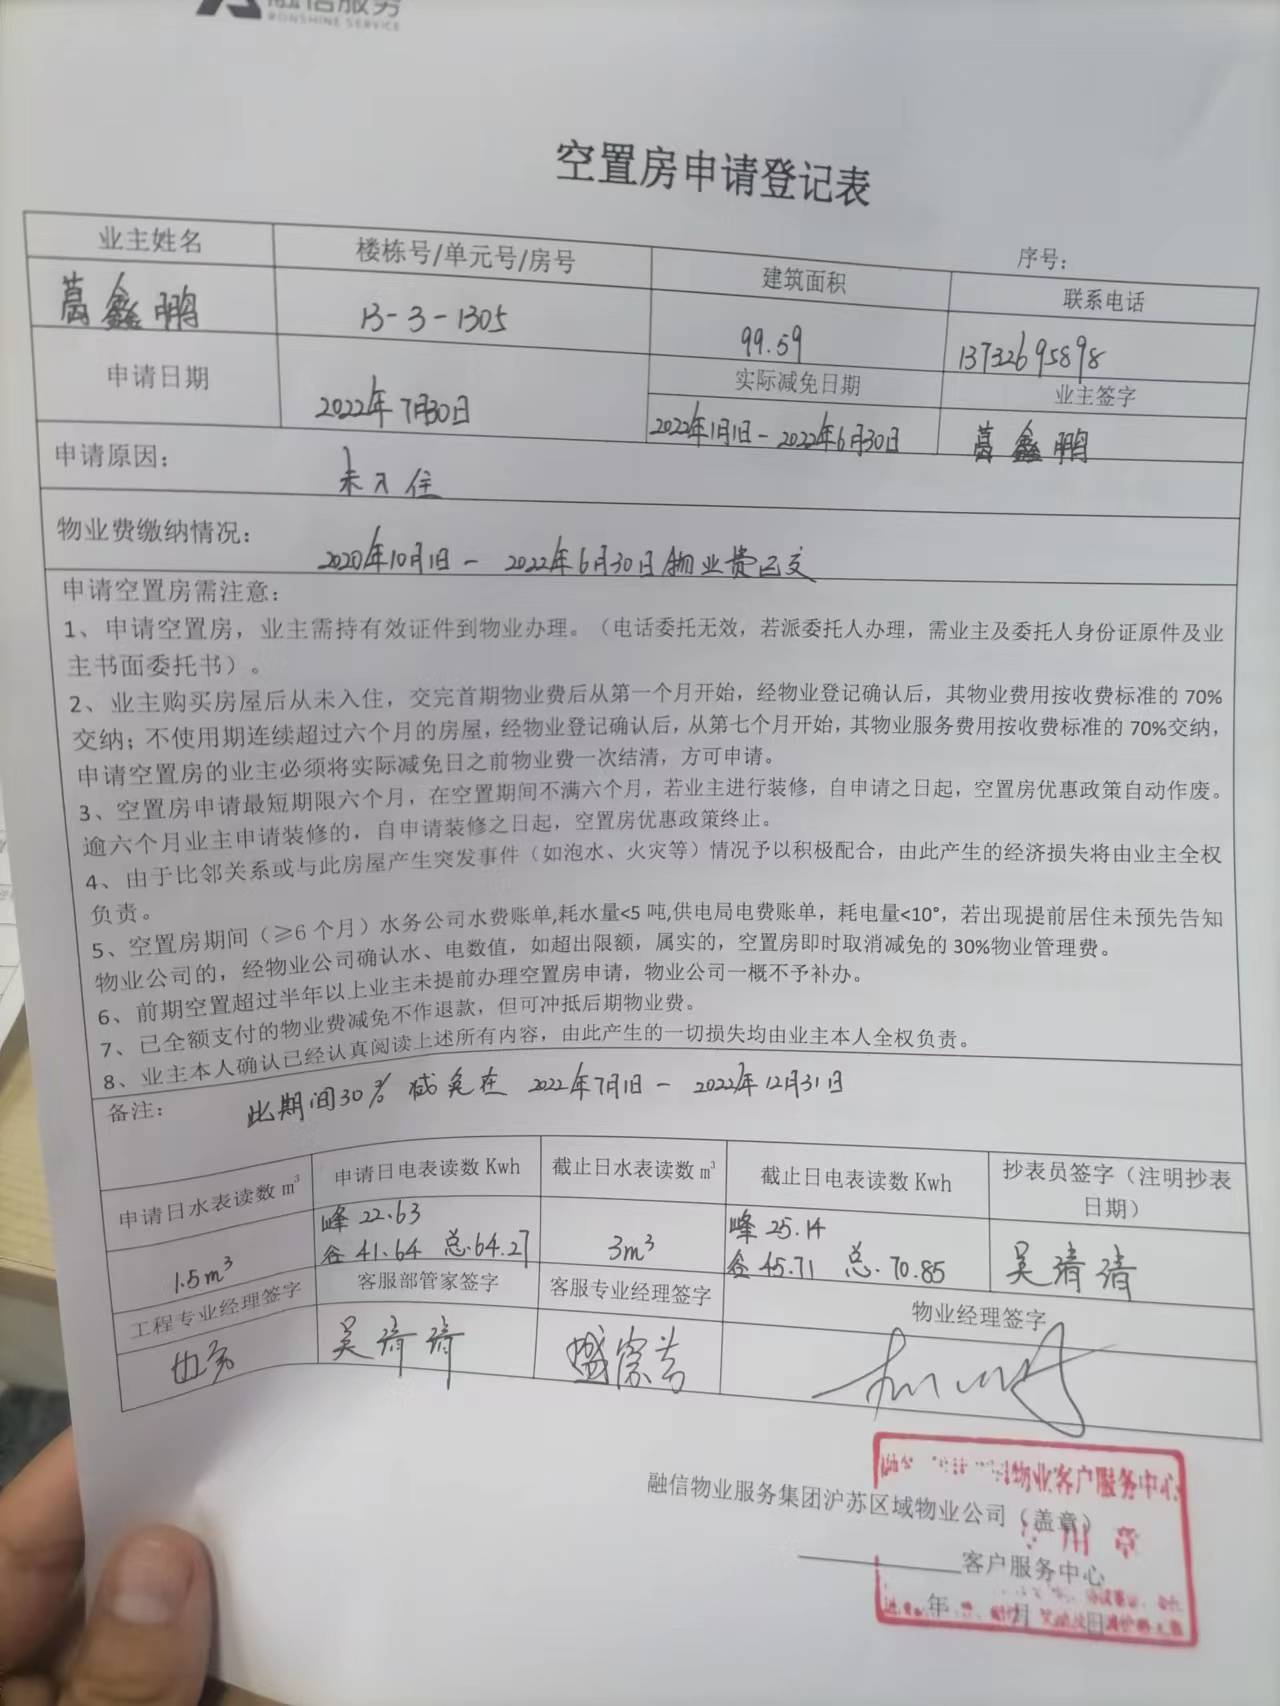 融信服务
RONSHINE SERVICE
空置房申请登记表
序号：
业主姓名 楼栋号/单元号/房号 建筑面积 联系电话
葛鑫鹏 13-3-1305 99.59 13732695898
申请日期 2022年7月30日 实际减免日期 业主签字
2022年1月1日-2022年6月30日 葛鑫鹏
申请原因： 未入住
物业费缴纳情况： 2020年10月1日-2022年6月30日物业费已交
申请空置房需注意：
1、申请空置房，业主需持有效证件到物业办理。（电话委托无效，若派委托人办理，需业主及委托人身份证原件及业
主书面委托书）。
2、业主购买房屋后从未入住，交完首期物业费后从第一个月开始，经物业登记确认后，其物业费用按收费标准的70%
交纳；不使用期连续超过六个月的房屋，经物业登记确认后，从第七个月开始，其物业服务费用按收费标准的70%交纳，
申请空置房的业主必须将实际减免日之前物业费一次结清，方可申请。
3、空置房申请最短期限六个月，在空置期间不满六个月，若业主进行装修，自申请之日起，空置房优惠政策自动作废。
逾六个月业主申请装修的，自申请装修之日起，空置房优惠政策终止。
4、由于比邻关系或与此房屋产生突发事件（如泡水、火灾等）情况予以积极配合，由此产生的经济损失将由业主全权
负责。
5、空置房期间（≥6个月）水务公司水费账单,耗水量<5吨,供电局电费账单，耗电量<10°，若出现提前居住未预先告知
物业公司的，经物业公司确认水、电数值，如超出限额，属实的，空置房即时取消减免的30%物业管理费。
6、前期空置超过半年以上业主未提前办理空置房申请，物业公司一概不予补办。
7、已全额支付的物业费减免不作退款，但可冲抵后期物业费。
8、业主本人确认已经认真阅读上述所有内容，由此产生的一切损失均由业主本人全权负责。
备注： 此期间30%减免在2022年7月1日-2022年12月31日
申请日水表读数m³ 申请日电表读数Kwh 截止日水表读数m³ 截止日电表读数Kwh 抄表员签字（注明抄表
日期）
1.5m³ 峰22.63 3m³ 峰25.14 吴清清
谷41.64 总.64.27 谷45.71 总.70.85
工程专业经理签字 客服部管家签字 客服专业经理签字 物业经理签字
物业客户服务中心
融信物业服务集团沪苏区域物业公司（盖章）
用章
客户服务中心
年 月 日